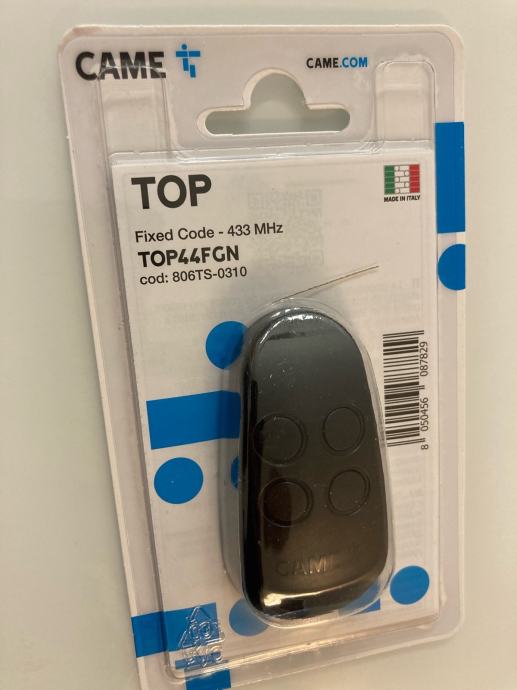 CAME
CAME.COM
TOP
MADE IN ITALY
Fixed Code - 433 MHz
TOP44FGN
cod: 806TS-0310
8 050456 087829
CAME